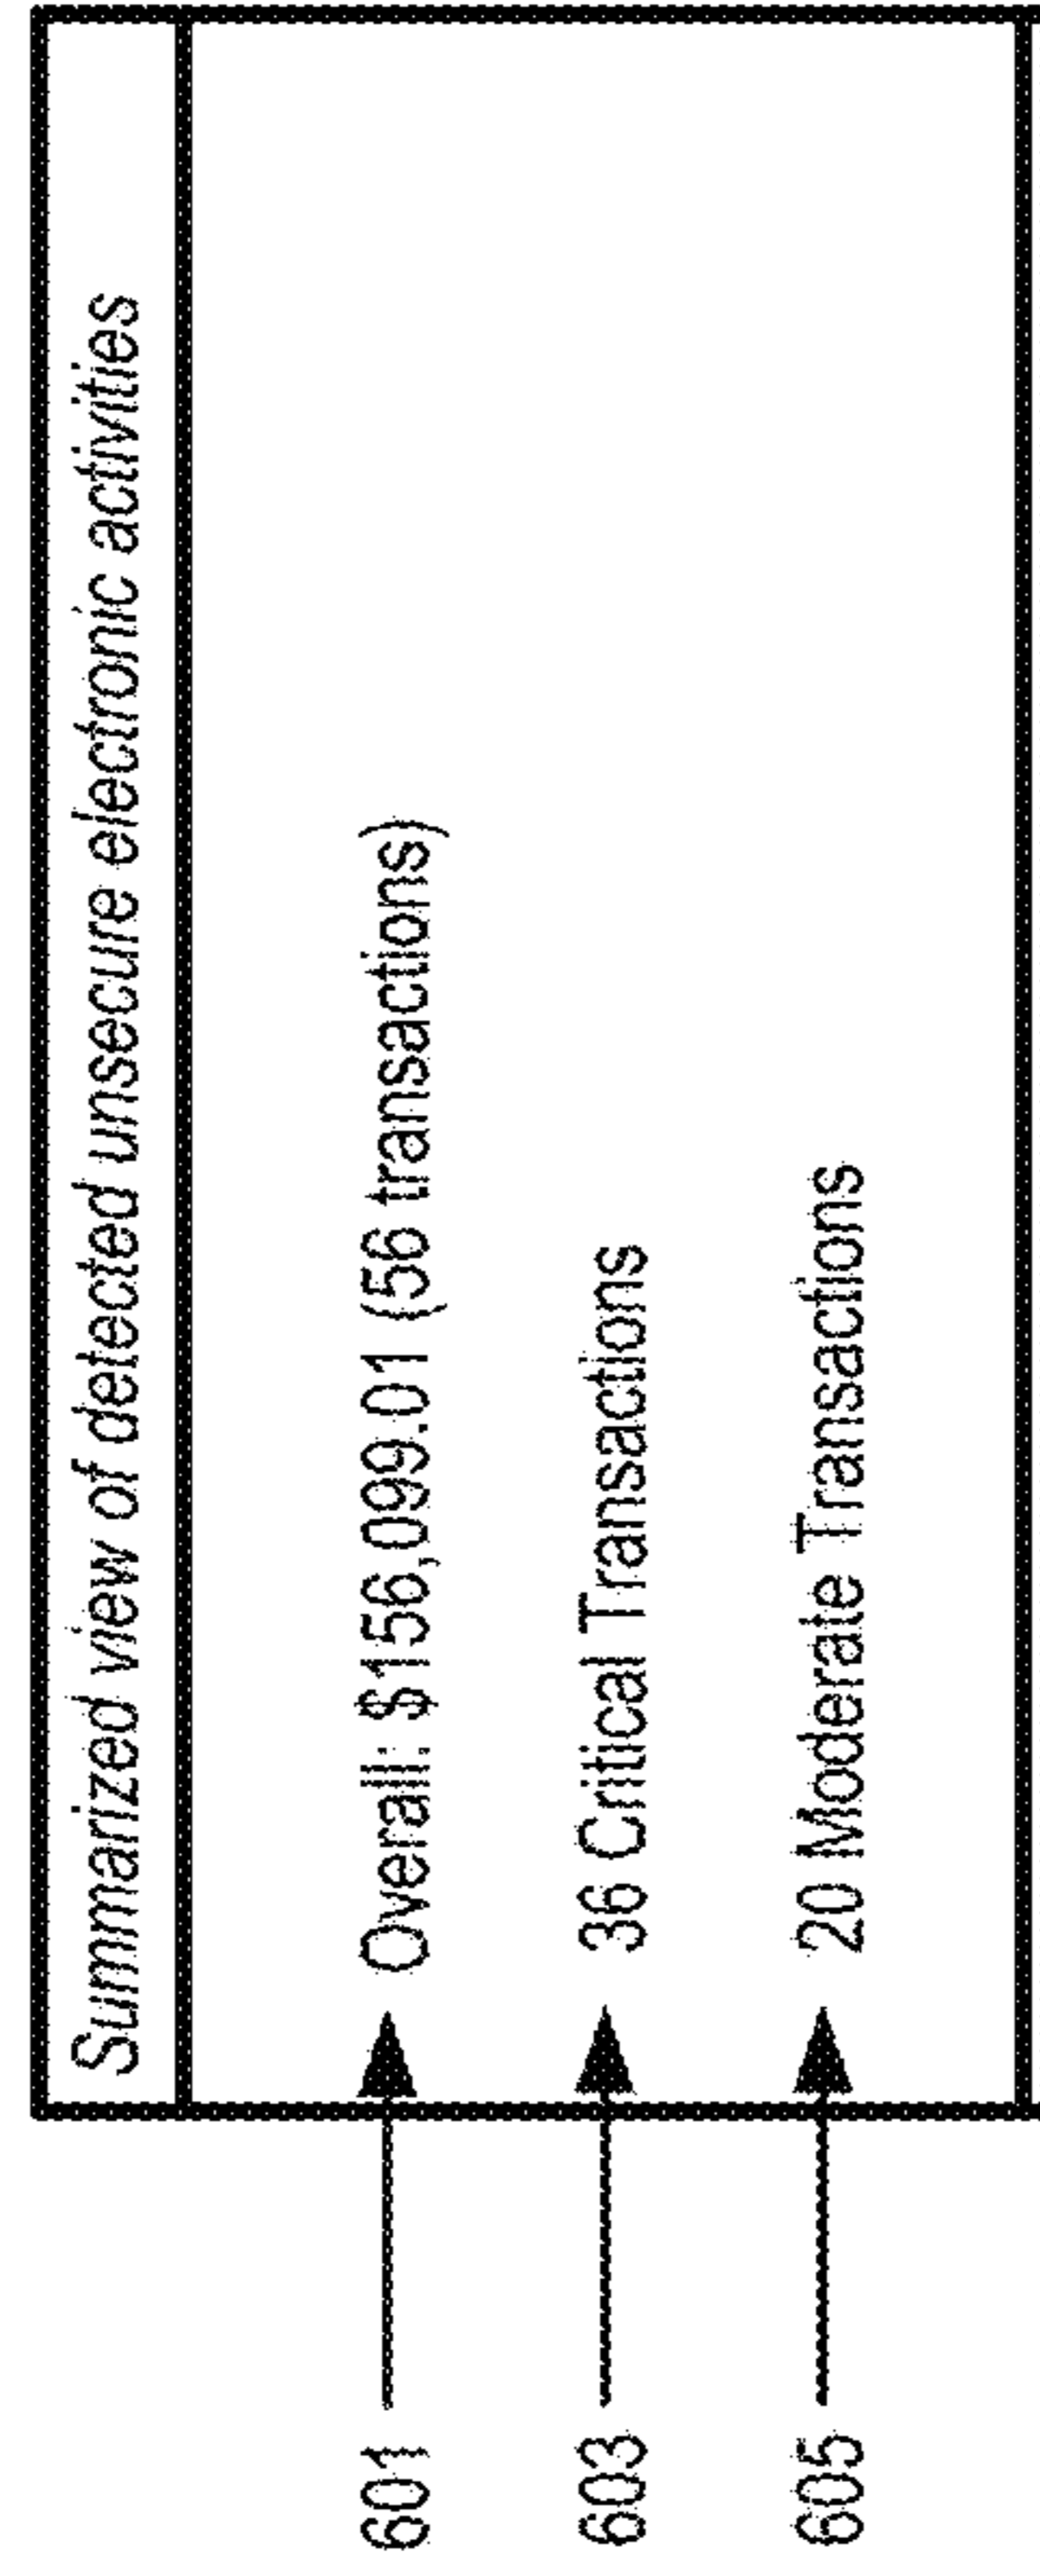 Summarized view of detected unsecure electronic activities
601 Overall: $156,099.01 (56 transactions)
603 36 Critical Transactions
605 20 Moderate Transactions